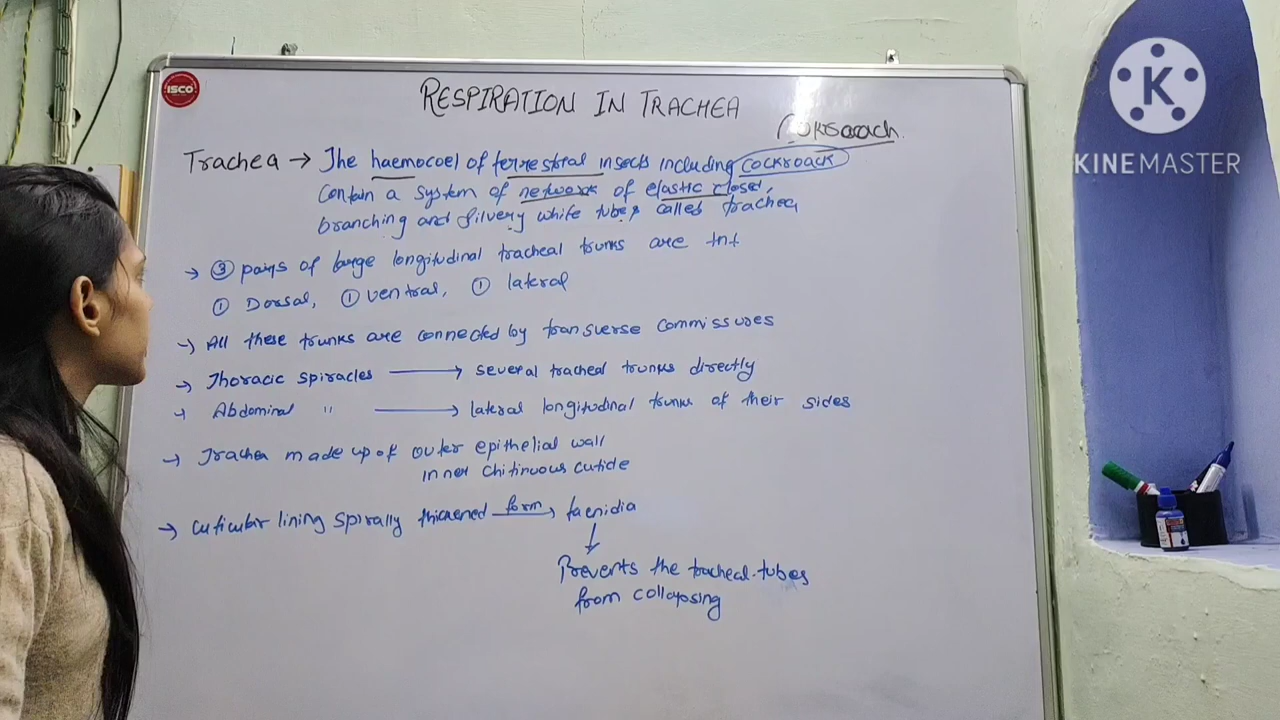 ISCO
RESPIRATION IN TRACHEA
Cokroach.
Trachea → The haemocoel of terrestrial insects including cockroack
Contain a system of network of elastic closed,
branching and silvery white tubes called trachea
→ ③ pairs of large longitudinal tracheal trunks are
① Dorsal, ① ventral, ① lateral
→ All these trunks are connected by transverse commissures
→ Thoracic spiracles → several tracheal trunks directly
→ Abdominal " → lateral longitudinal trunks of their sides
→ Trachea made up of outer epithelial wall
inner chitinous cuticle
→ Cuticular lining spirally thickened form → taenidia
↓
Prevents the tracheal tubes
from collapsing
K
KINEMASTER